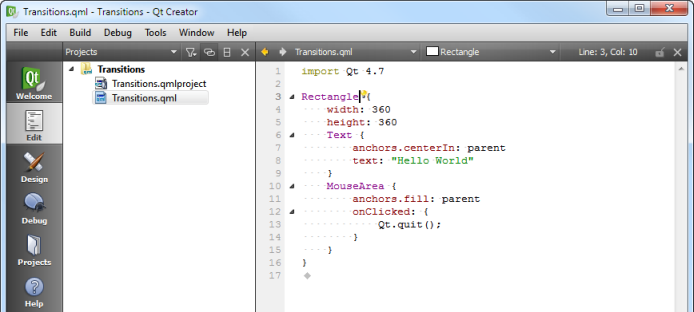 Transitions.qml - Transitions - Qt Creator
File Edit Build Debug Tools Window Help
Projects Transitions.qml Rectangle Line: 3, Col: 10
Qt
Welcome
Edit
Design
Debug
Projects
Help
Transitions
Transitions.qmlproject
Transitions.qml
1 import Qt 4.7
2
3 Rectangle {
4 width: 360
5 height: 360
6 Text {
7 anchors.centerIn: parent
8 text: "Hello World"
9 }
10 MouseArea {
11 anchors.fill: parent
12 onClicked: {
13 Qt.quit();
14 }
15 }
16 }
17